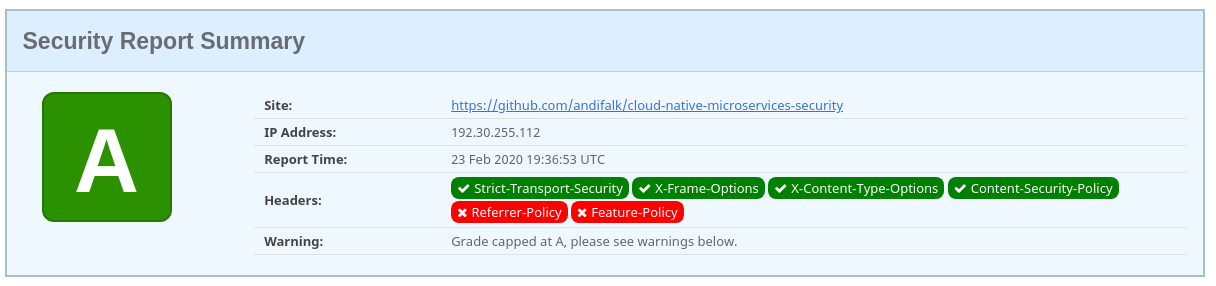 Security Report Summary
A
Site: https://github.com/andifalk/cloud-native-microservices-security
IP Address: 192.30.255.112
Report Time: 23 Feb 2020 19:36:53 UTC
Headers: ✔ Strict-Transport-Security ✔ X-Frame-Options ✔ X-Content-Type-Options ✔ Content-Security-Policy
✖ Referrer-Policy ✖ Feature-Policy
Warning: Grade capped at A, please see warnings below.